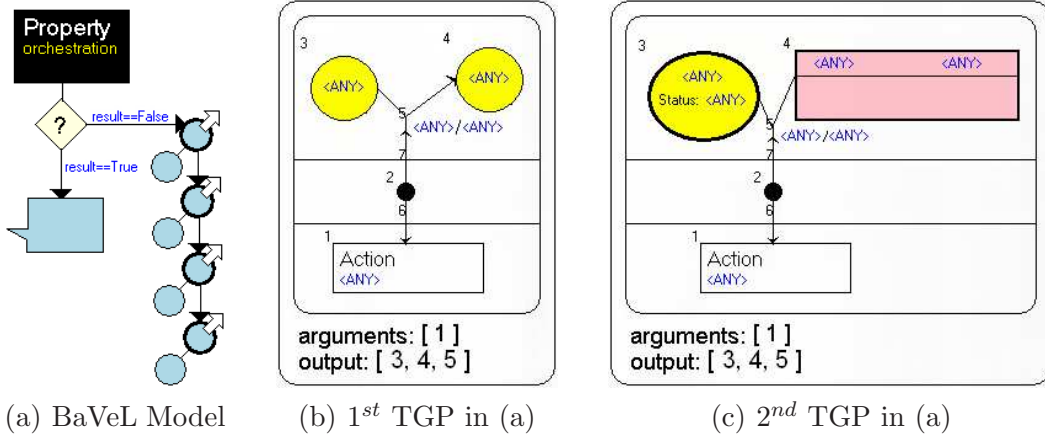 Property
orchestration
?
result==False
result==True
3
4
<ANY>
<ANY>
5
<ANY>/<ANY>
7
2
6
1
Action
<ANY>
arguments: [ 1 ]
output: [ 3, 4, 5 ]
3
4
<ANY>
Status: <ANY>
<ANY> <ANY>
5
<ANY>/<ANY>
7
2
6
1
Action
<ANY>
arguments: [ 1 ]
output: [ 3, 4, 5 ]
(a) BaVeL Model
(b) 1st TGP in (a)
(c) 2nd TGP in (a)